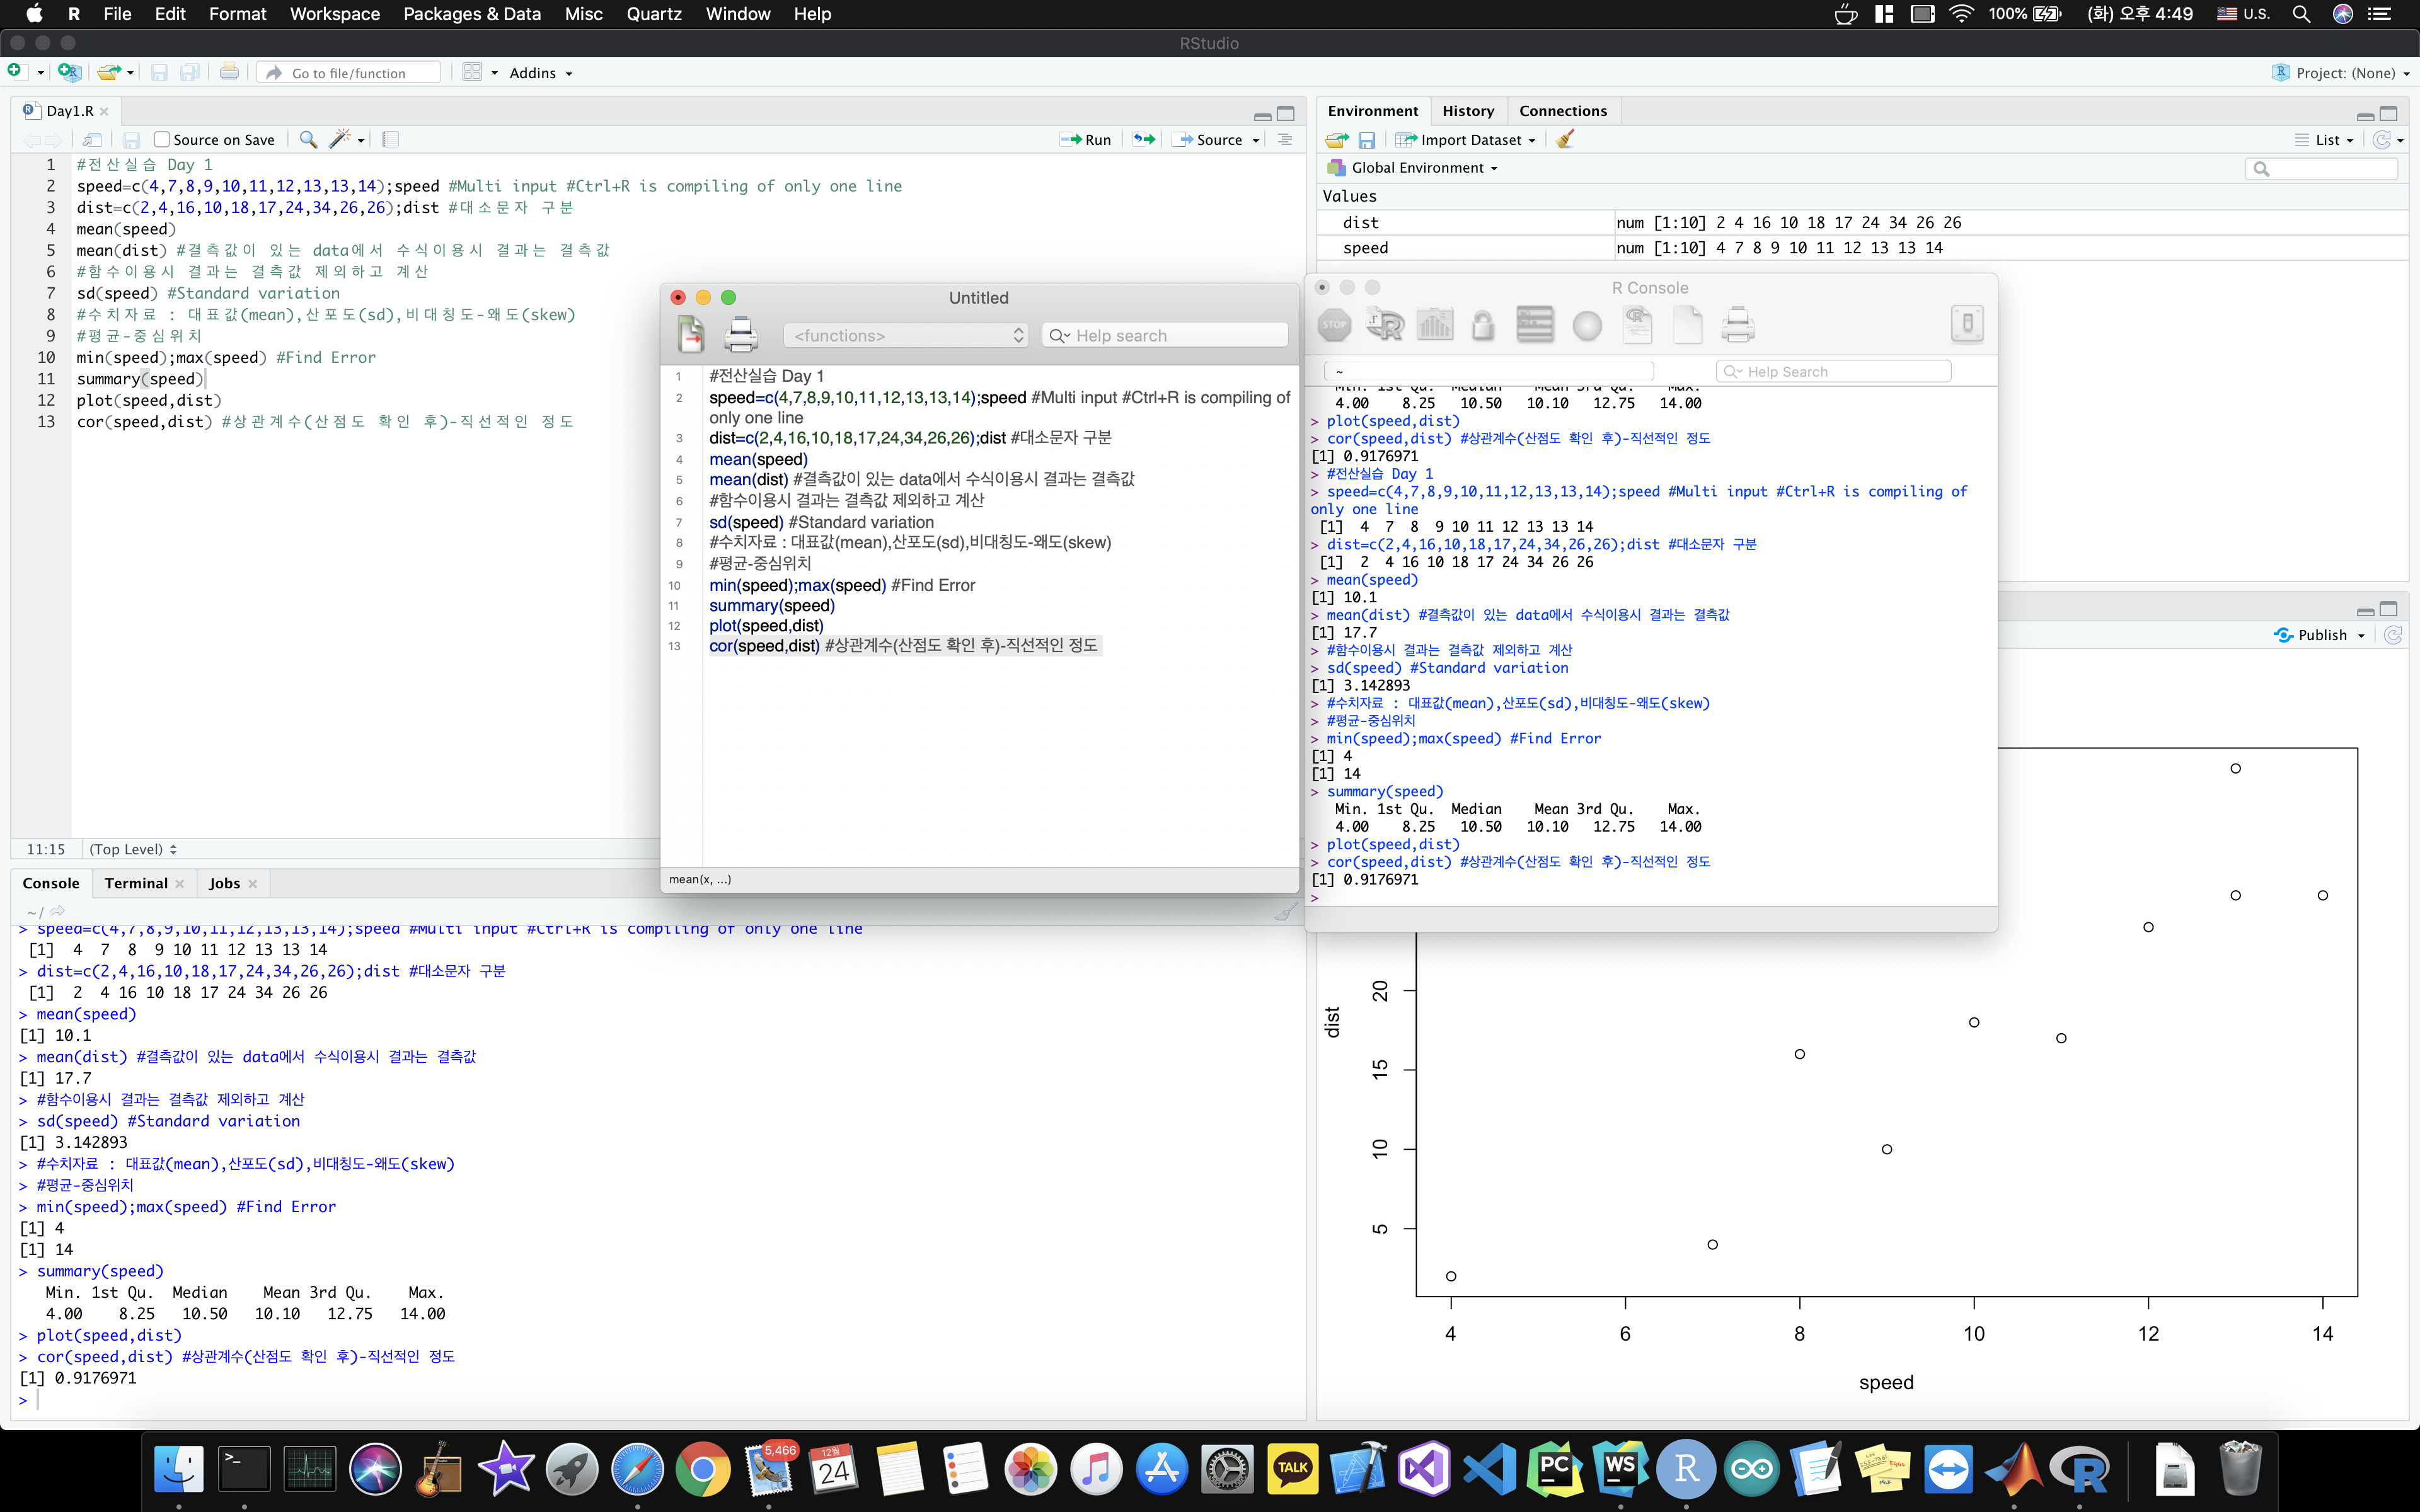 R File Edit Format Workspace Packages & Data Misc Quartz Window Help 100% (화) 오후 4:49 U.S.
RStudio
Go to file/function Addins Project: (None)
Day1.R
Source on Save Run Source
1 #전산실습 Day 1
2 speed=c(4,7,8,9,10,11,12,13,13,14);speed #Multi input #Ctrl+R is compiling of only one line
3 dist=c(2,4,16,10,18,17,24,34,26,26);dist #대소문자 구분
4 mean(speed)
5 mean(dist) #결측값이 있는 data에서 수식이용시 결과는 결측값
6 #함수이용시 결과는 결측값 제외하고 계산
7 sd(speed) #Standard variation
8 #수치자료 : 대표값(mean),산포도(sd),비대칭도-왜도(skew)
9 #평균-중심위치
10 min(speed);max(speed) #Find Error
11 summary(speed)
12 plot(speed,dist)
13 cor(speed,dist) #상관계수(산점도 확인 후)-직선적인 정도
11:15 (Top Level)
Console Terminal Jobs
~/
> speed=c(4,7,8,9,10,11,12,13,13,14);speed #Multi input #Ctrl+R is compiling of only one line
[1] 4 7 8 9 10 11 12 13 13 14
> dist=c(2,4,16,10,18,17,24,34,26,26);dist #대소문자 구분
[1] 2 4 16 10 18 17 24 34 26 26
> mean(speed)
[1] 10.1
> mean(dist) #결측값이 있는 data에서 수식이용시 결과는 결측값
[1] 17.7
> #함수이용시 결과는 결측값 제외하고 계산
> sd(speed) #Standard variation
[1] 3.142893
> #수치자료 : 대표값(mean),산포도(sd),비대칭도-왜도(skew)
> #평균-중심위치
> min(speed);max(speed) #Find Error
[1] 4
[1] 14
> summary(speed)
Min. 1st Qu. Median Mean 3rd Qu. Max.
4.00 8.25 10.50 10.10 12.75 14.00
> plot(speed,dist)
> cor(speed,dist) #상관계수(산점도 확인 후)-직선적인 정도
[1] 0.9176971
>
Untitled
<functions> Help search
1 #전산실습 Day 1
2 speed=c(4,7,8,9,10,11,12,13,13,14);speed #Multi input #Ctrl+R is compiling of
only one line
3 dist=c(2,4,16,10,18,17,24,34,26,26);dist #대소문자 구분
4 mean(speed)
5 mean(dist) #결측값이 있는 data에서 수식이용시 결과는 결측값
6 #함수이용시 결과는 결측값 제외하고 계산
7 sd(speed) #Standard variation
8 #수치자료 : 대표값(mean),산포도(sd),비대칭도-왜도(skew)
9 #평균-중심위치
10 min(speed);max(speed) #Find Error
11 summary(speed)
12 plot(speed,dist)
13 cor(speed,dist) #상관계수(산점도 확인 후)-직선적인 정도
mean(x, ...)
Environment History Connections
Import Dataset List
Global Environment
Values
dist num [1:10] 2 4 16 10 18 17 24 34 26 26
speed num [1:10] 4 7 8 9 10 11 12 13 13 14
R Console
STOP
~ Help Search
Min. 1st Qu. Median Mean 3rd Qu. Max.
4.00 8.25 10.50 10.10 12.75 14.00
> plot(speed,dist)
> cor(speed,dist) #상관계수(산점도 확인 후)-직선적인 정도
[1] 0.9176971
> #전산실습 Day 1
> speed=c(4,7,8,9,10,11,12,13,13,14);speed #Multi input #Ctrl+R is compiling of
only one line
[1] 4 7 8 9 10 11 12 13 13 14
> dist=c(2,4,16,10,18,17,24,34,26,26);dist #대소문자 구분
[1] 2 4 16 10 18 17 24 34 26 26
> mean(speed)
[1] 10.1
> mean(dist) #결측값이 있는 data에서 수식이용시 결과는 결측값
[1] 17.7
> #함수이용시 결과는 결측값 제외하고 계산
> sd(speed) #Standard variation
[1] 3.142893
> #수치자료 : 대표값(mean),산포도(sd),비대칭도-왜도(skew)
> #평균-중심위치
> min(speed);max(speed) #Find Error
[1] 4
[1] 14
> summary(speed)
Min. 1st Qu. Median Mean 3rd Qu. Max.
4.00 8.25 10.50 10.10 12.75 14.00
> plot(speed,dist)
> cor(speed,dist) #상관계수(산점도 확인 후)-직선적인 정도
[1] 0.9176971
>
Publish
dist
20
15
10
5
4 6 8 10 12 14
speed
5,466
12월
24
TALK
PC
WS
R
R